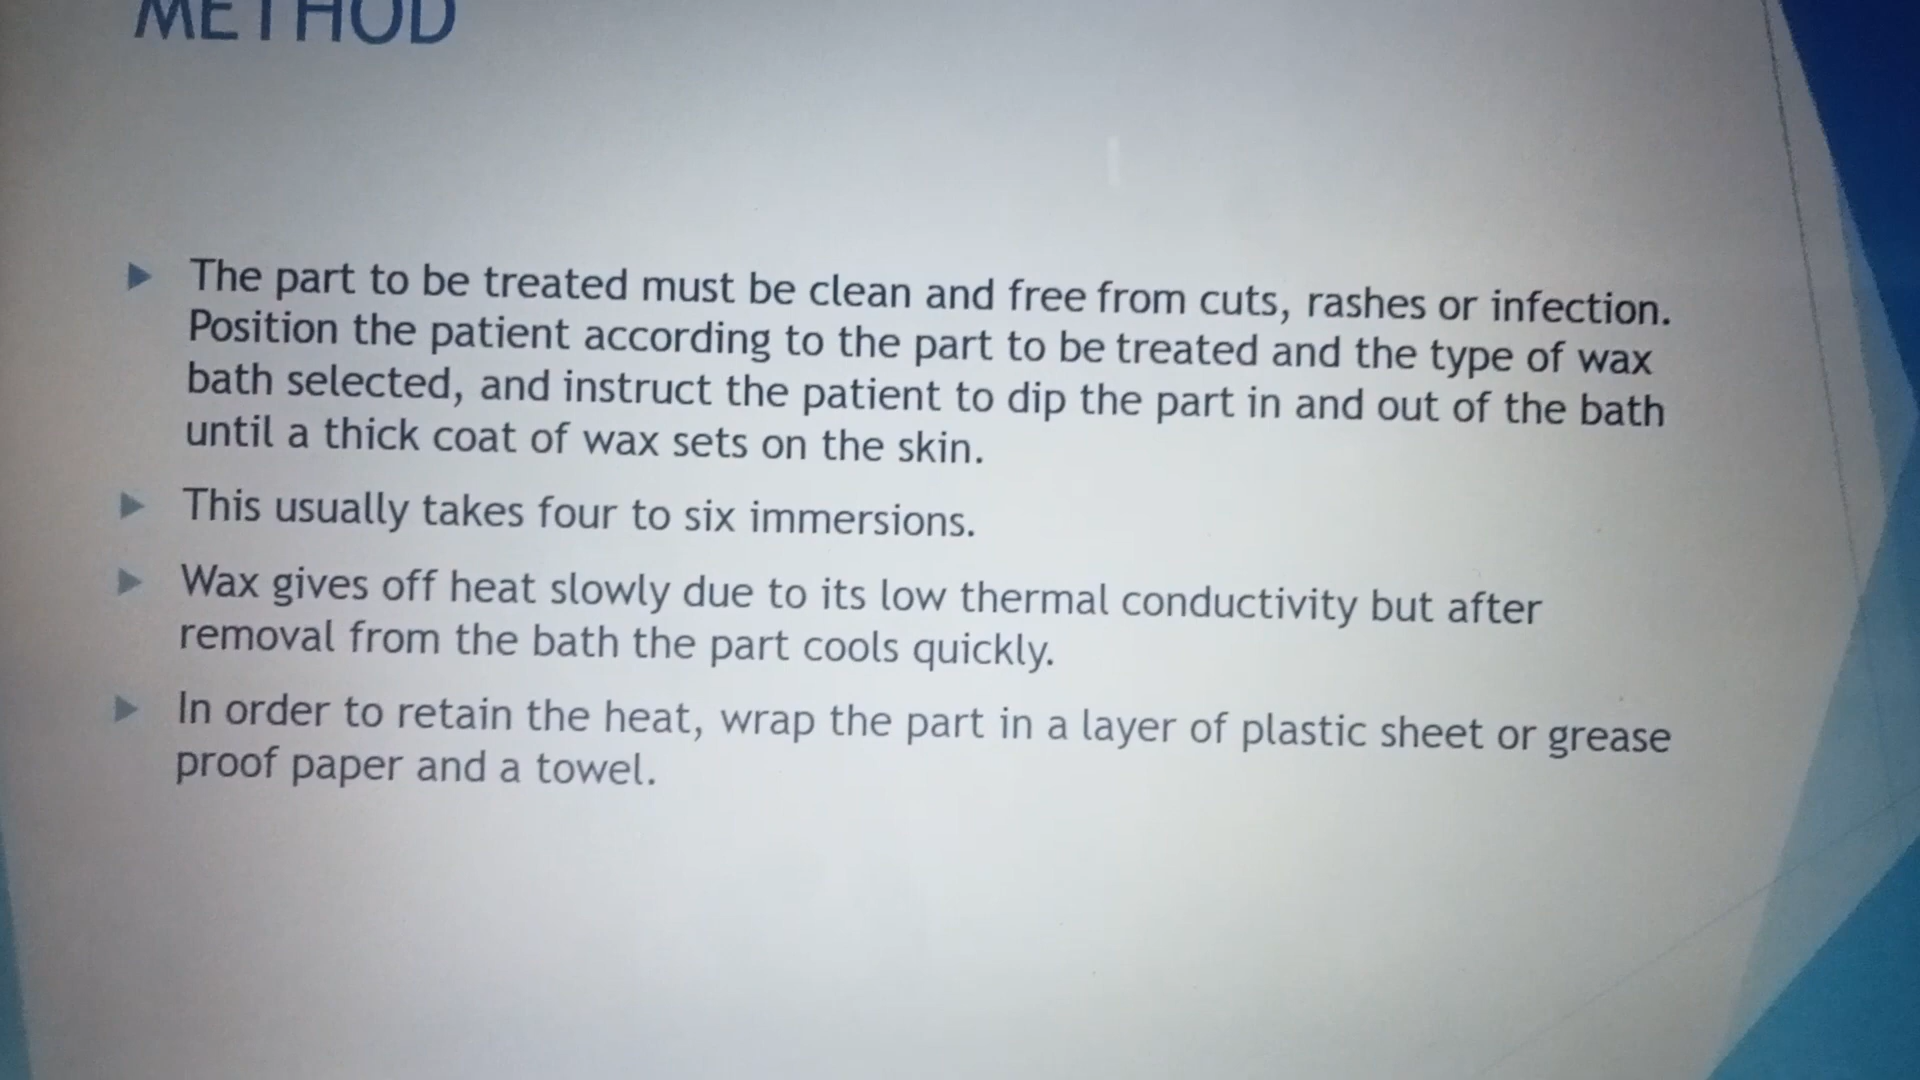 METHOD
The part to be treated must be clean and free from cuts, rashes or infection.
Position the patient according to the part to be treated and the type of wax
bath selected, and instruct the patient to dip the part in and out of the bath
until a thick coat of wax sets on the skin.
This usually takes four to six immersions.
Wax gives off heat slowly due to its low thermal conductivity but after
removal from the bath the part cools quickly.
In order to retain the heat, wrap the part in a layer of plastic sheet or grease
proof paper and a towel.